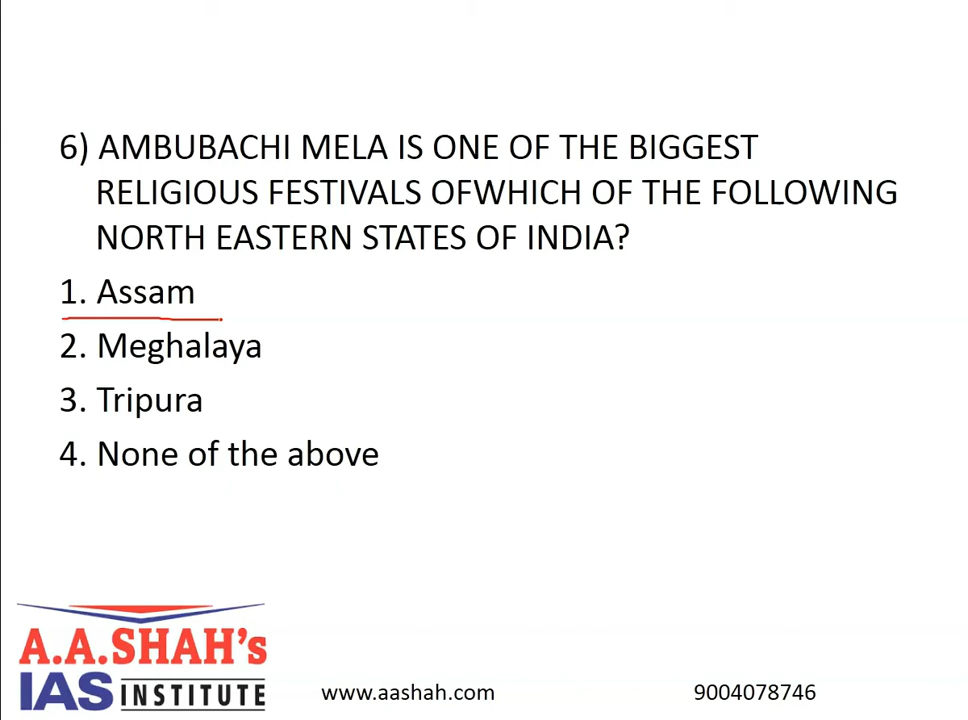 6) AMBUBACHI MELA IS ONE OF THE BIGGEST
RELIGIOUS FESTIVALS OFWHICH OF THE FOLLOWING
NORTH EASTERN STATES OF INDIA?
1. Assam
2. Meghalaya
3. Tripura
4. None of the above
A.A.SHAH's
IAS INSTITUTE
www.aashah.com
9004078746